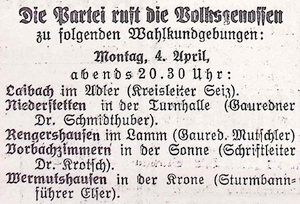 Die Partei ruft die Volksgenossen
zu folgenden Wahlkundgebungen:
Montag, 4. April,
abends 20.30 Uhr:
Laibach im Adler (Kreisleiter Seiz).
Niederstetten in der Turnhalle (Gauredner
Dr. Schmidthuber).
Rengershausen im Lamm (Gaured. Mutschler)
Vorbachzimmern in der Sonne (Schriftleiter
Dr. Krotsch).
Wermutshausen in der Krone (Sturmbann-
führer Elser).